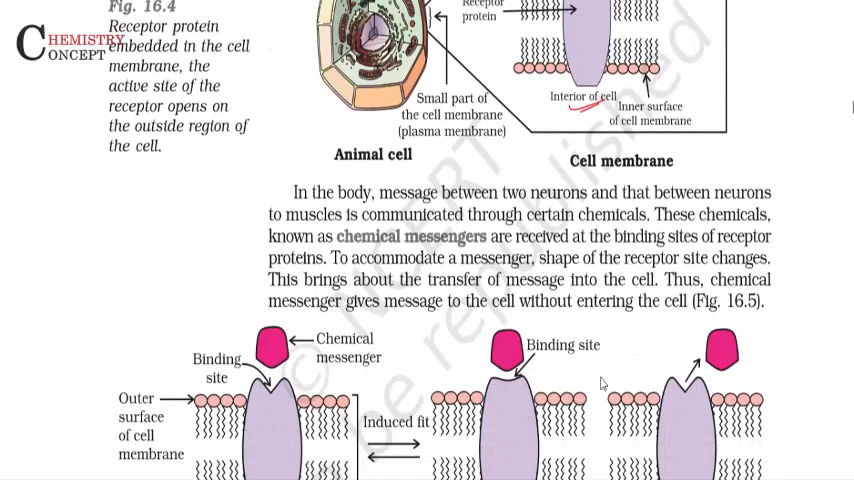 Fig. 16.4
Receptor protein
embedded in the cell
membrane, the
active site of the
receptor opens on
the outside region of
the cell.
CHEMISTRY
CONCEPT
Receptor
protein
Small part of
the cell membrane
(plasma membrane)
Interior of cell
Inner surface
of cell membrane
Animal cell
Cell membrane
In the body, message between two neurons and that between neurons
to muscles is communicated through certain chemicals. These chemicals,
known as chemical messengers are received at the binding sites of receptor
proteins. To accommodate a messenger, shape of the receptor site changes.
This brings about the transfer of message into the cell. Thus, chemical
messenger gives message to the cell without entering the cell (Fig. 16.5).
Chemical
messenger
Binding
site
Binding site
Outer
surface
of cell
membrane
Induced fit
© NCERT
be republished